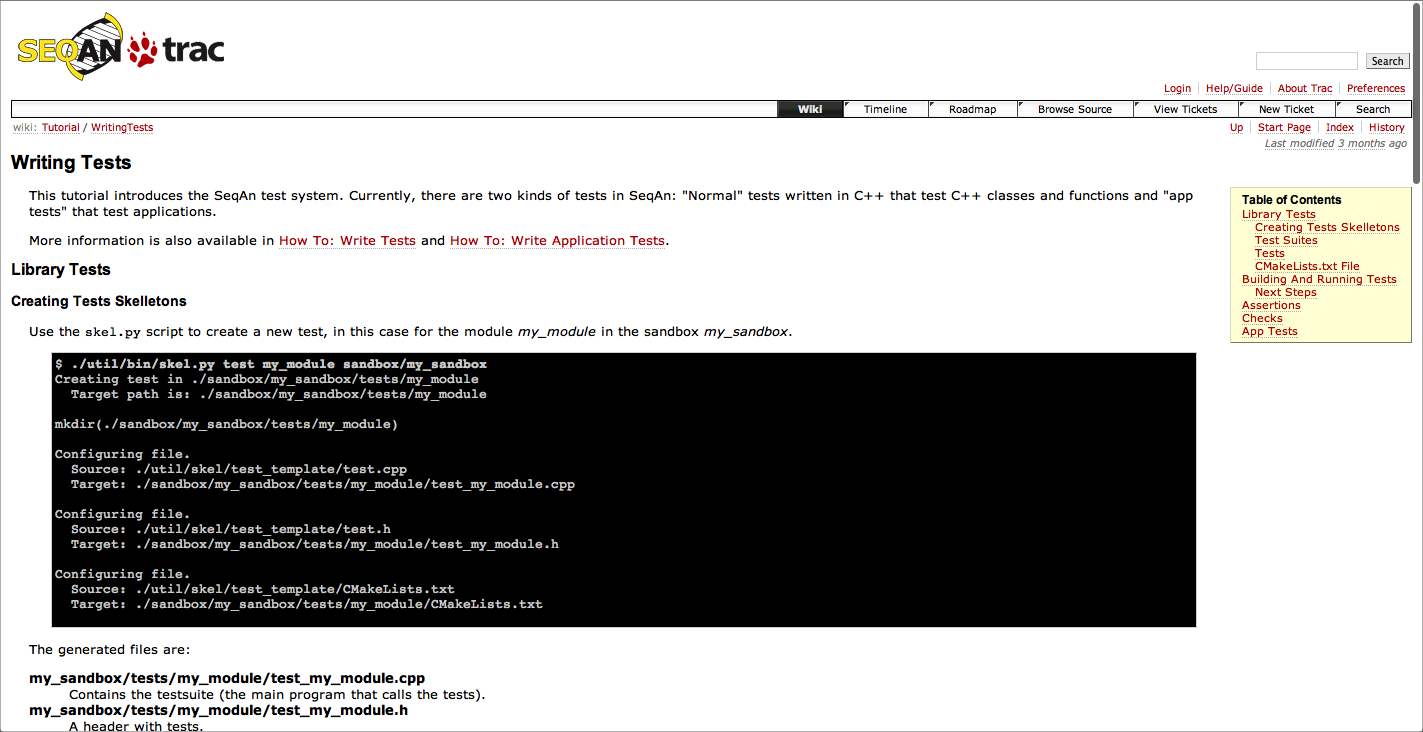 SEQAN trac
Search
Login Help/Guide About Trac Preferences
Wiki Timeline Roadmap Browse Source View Tickets New Ticket Search
wiki: Tutorial / WritingTests
Up Start Page Index History
Last modified 3 months ago
Writing Tests
This tutorial introduces the SeqAn test system. Currently, there are two kinds of tests in SeqAn: "Normal" tests written in C++ that test C++ classes and functions and "app
tests" that test applications.
More information is also available in How To: Write Tests and How To: Write Application Tests.
Table of Contents
Library Tests
Creating Tests Skelletons
Test Suites
Tests
CMakeLists.txt File
Building And Running Tests
Next Steps
Assertions
Checks
App Tests
Library Tests
Creating Tests Skelletons
Use the skel.py script to create a new test, in this case for the module my_module in the sandbox my_sandbox.
$ ./util/bin/skel.py test my_module sandbox/my_sandbox
Creating test in ./sandbox/my_sandbox/tests/my_module
Target path is: ./sandbox/my_sandbox/tests/my_module
mkdir(./sandbox/my_sandbox/tests/my_module)
Configuring file.
Source: ./util/skel/test_template/test.cpp
Target: ./sandbox/my_sandbox/tests/my_module/test_my_module.cpp
Configuring file.
Source: ./util/skel/test_template/test.h
Target: ./sandbox/my_sandbox/tests/my_module/test_my_module.h
Configuring file.
Source: ./util/skel/test_template/CMakeLists.txt
Target: ./sandbox/my_sandbox/tests/my_module/CMakeLists.txt
The generated files are:
my_sandbox/tests/my_module/test_my_module.cpp
Contains the testsuite (the main program that calls the tests).
my_sandbox/tests/my_module/test_my_module.h
A header with tests.